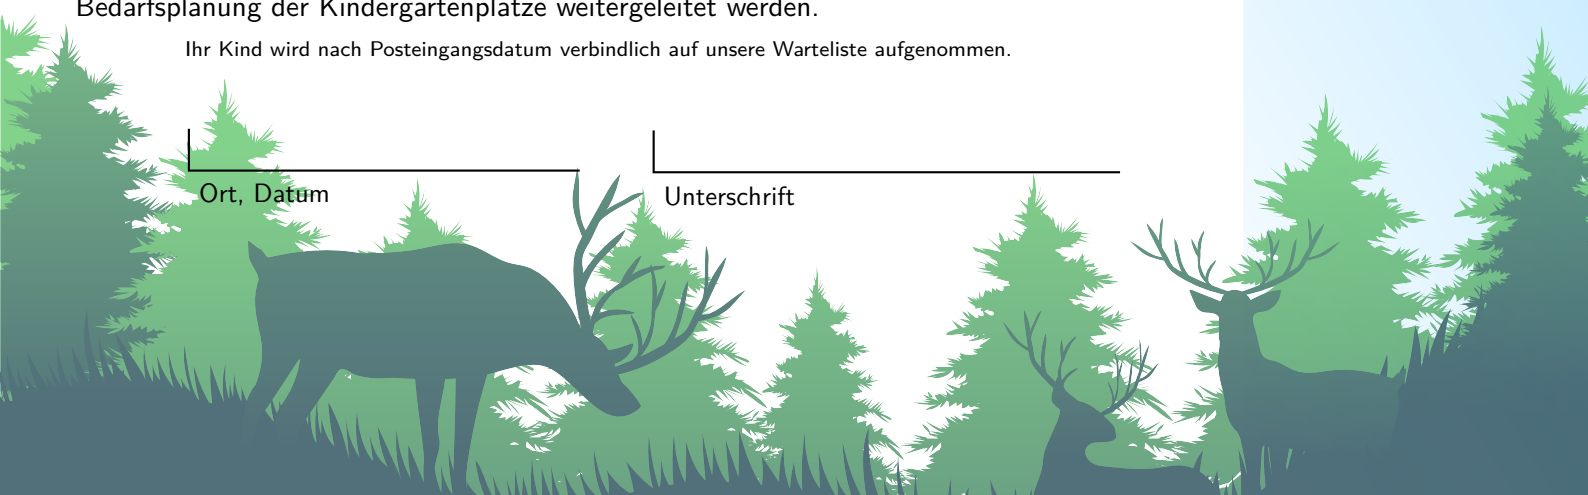 Bedarfsplanung der Kindergartenplätze weitergeleitet werden.
Ihr Kind wird nach Posteingangsdatum verbindlich auf unsere Warteliste aufgenommen.
Ort, Datum
Unterschrift